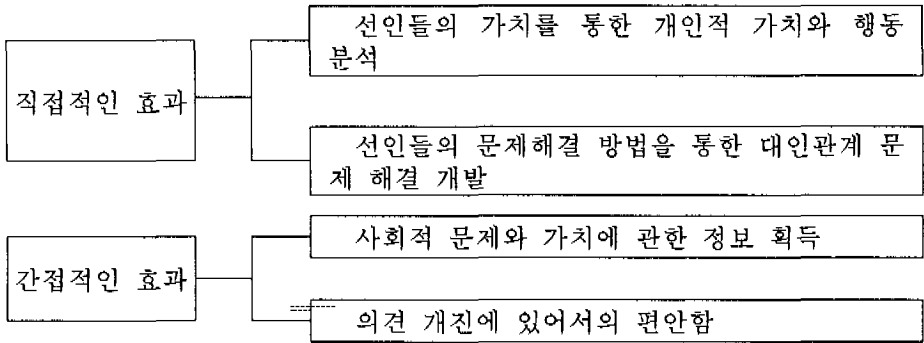 선인들의 가치를 통한 개인적 가치와 행동
분석
직접적인 효과
선인들의 문제해결 방법을 통한 대인관계 문
제 해결 개발
사회적 문제와 가치에 관한 정보 획득
간접적인 효과
의견 개진에 있어서의 편안함